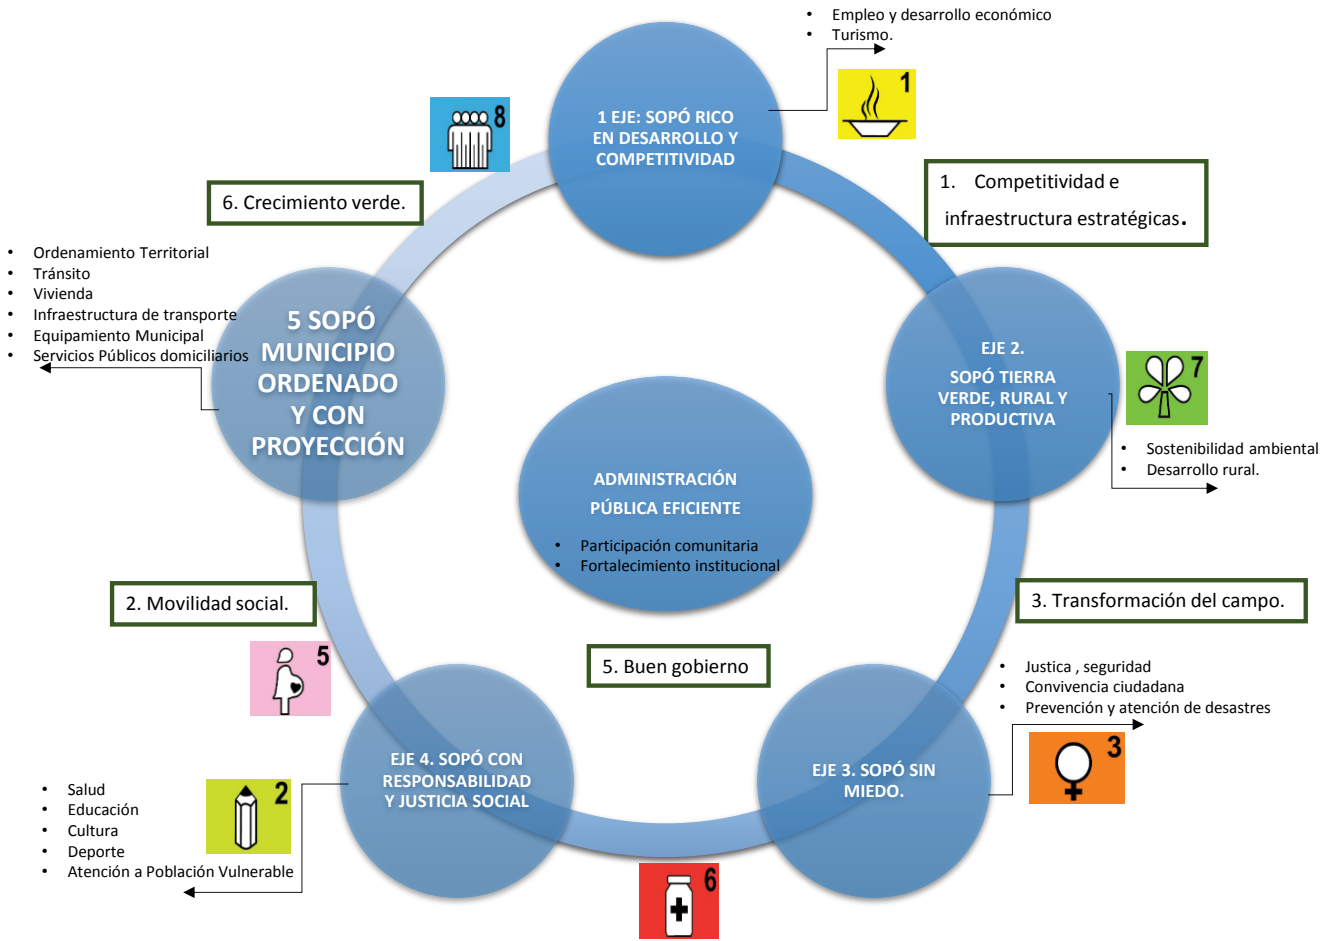 • Empleo y desarrollo económico
• Turismo.
1
1 EJE: SOPÓ RICO
EN DESARROLLO Y
COMPETITIVIDAD
8
6. Crecimiento verde.
1. Competitividad e
infraestructura estratégicas.
• Ordenamiento Territorial
• Tránsito
• Vivienda
• Infraestructura de transporte
• Equipamiento Municipal
• Servicios Públicos domiciliarios
5 SOPÓ
MUNICIPIO
ORDENADO
Y CON
PROYECCIÓN
EJE 2.
SOPÓ TIERRA
VERDE, RURAL Y
PRODUCTIVA
7
• Sostenibilidad ambiental
• Desarrollo rural.
ADMINISTRACIÓN
PÚBLICA EFICIENTE
• Participación comunitaria
• Fortalecimiento institucional
2. Movilidad social.
3. Transformación del campo.
5
5. Buen gobierno
• Justica , seguridad
• Convivencia ciudadana
• Prevención y atención de desastres
3
EJE 4. SOPÓ CON
RESPONSABILIDAD
Y JUSTICIA SOCIAL
EJE 3. SOPÓ SIN
MIEDO.
• Salud
• Educación
• Cultura
• Deporte
• Atención a Población Vulnerable
2
6